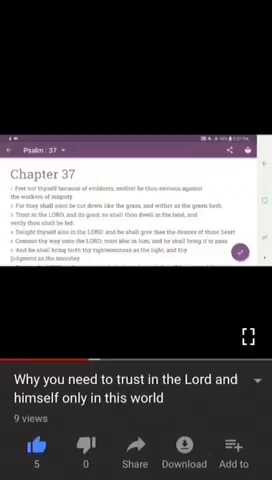 Psalm : 37
Chapter 37
1 Fret not thyself because of evildoers, neither be thou envious against
the workers of iniquity.
2 For they shall soon be cut down like the grass, and wither as the green herb.
3 Trust in the LORD, and do good; so shalt thou dwell in the land, and
verily thou shalt be fed.
4 Delight thyself also in the LORD: and he shall give thee the desires of thine heart.
5 Commit thy way unto the LORD; trust also in him; and he shall bring it to pass.
6 And he shall bring forth thy righteousness as the light, and thy
judgment as the noonday.
Why you need to trust in the Lord and
himself only in this world
9 views
5
0
Share
Download
Add to